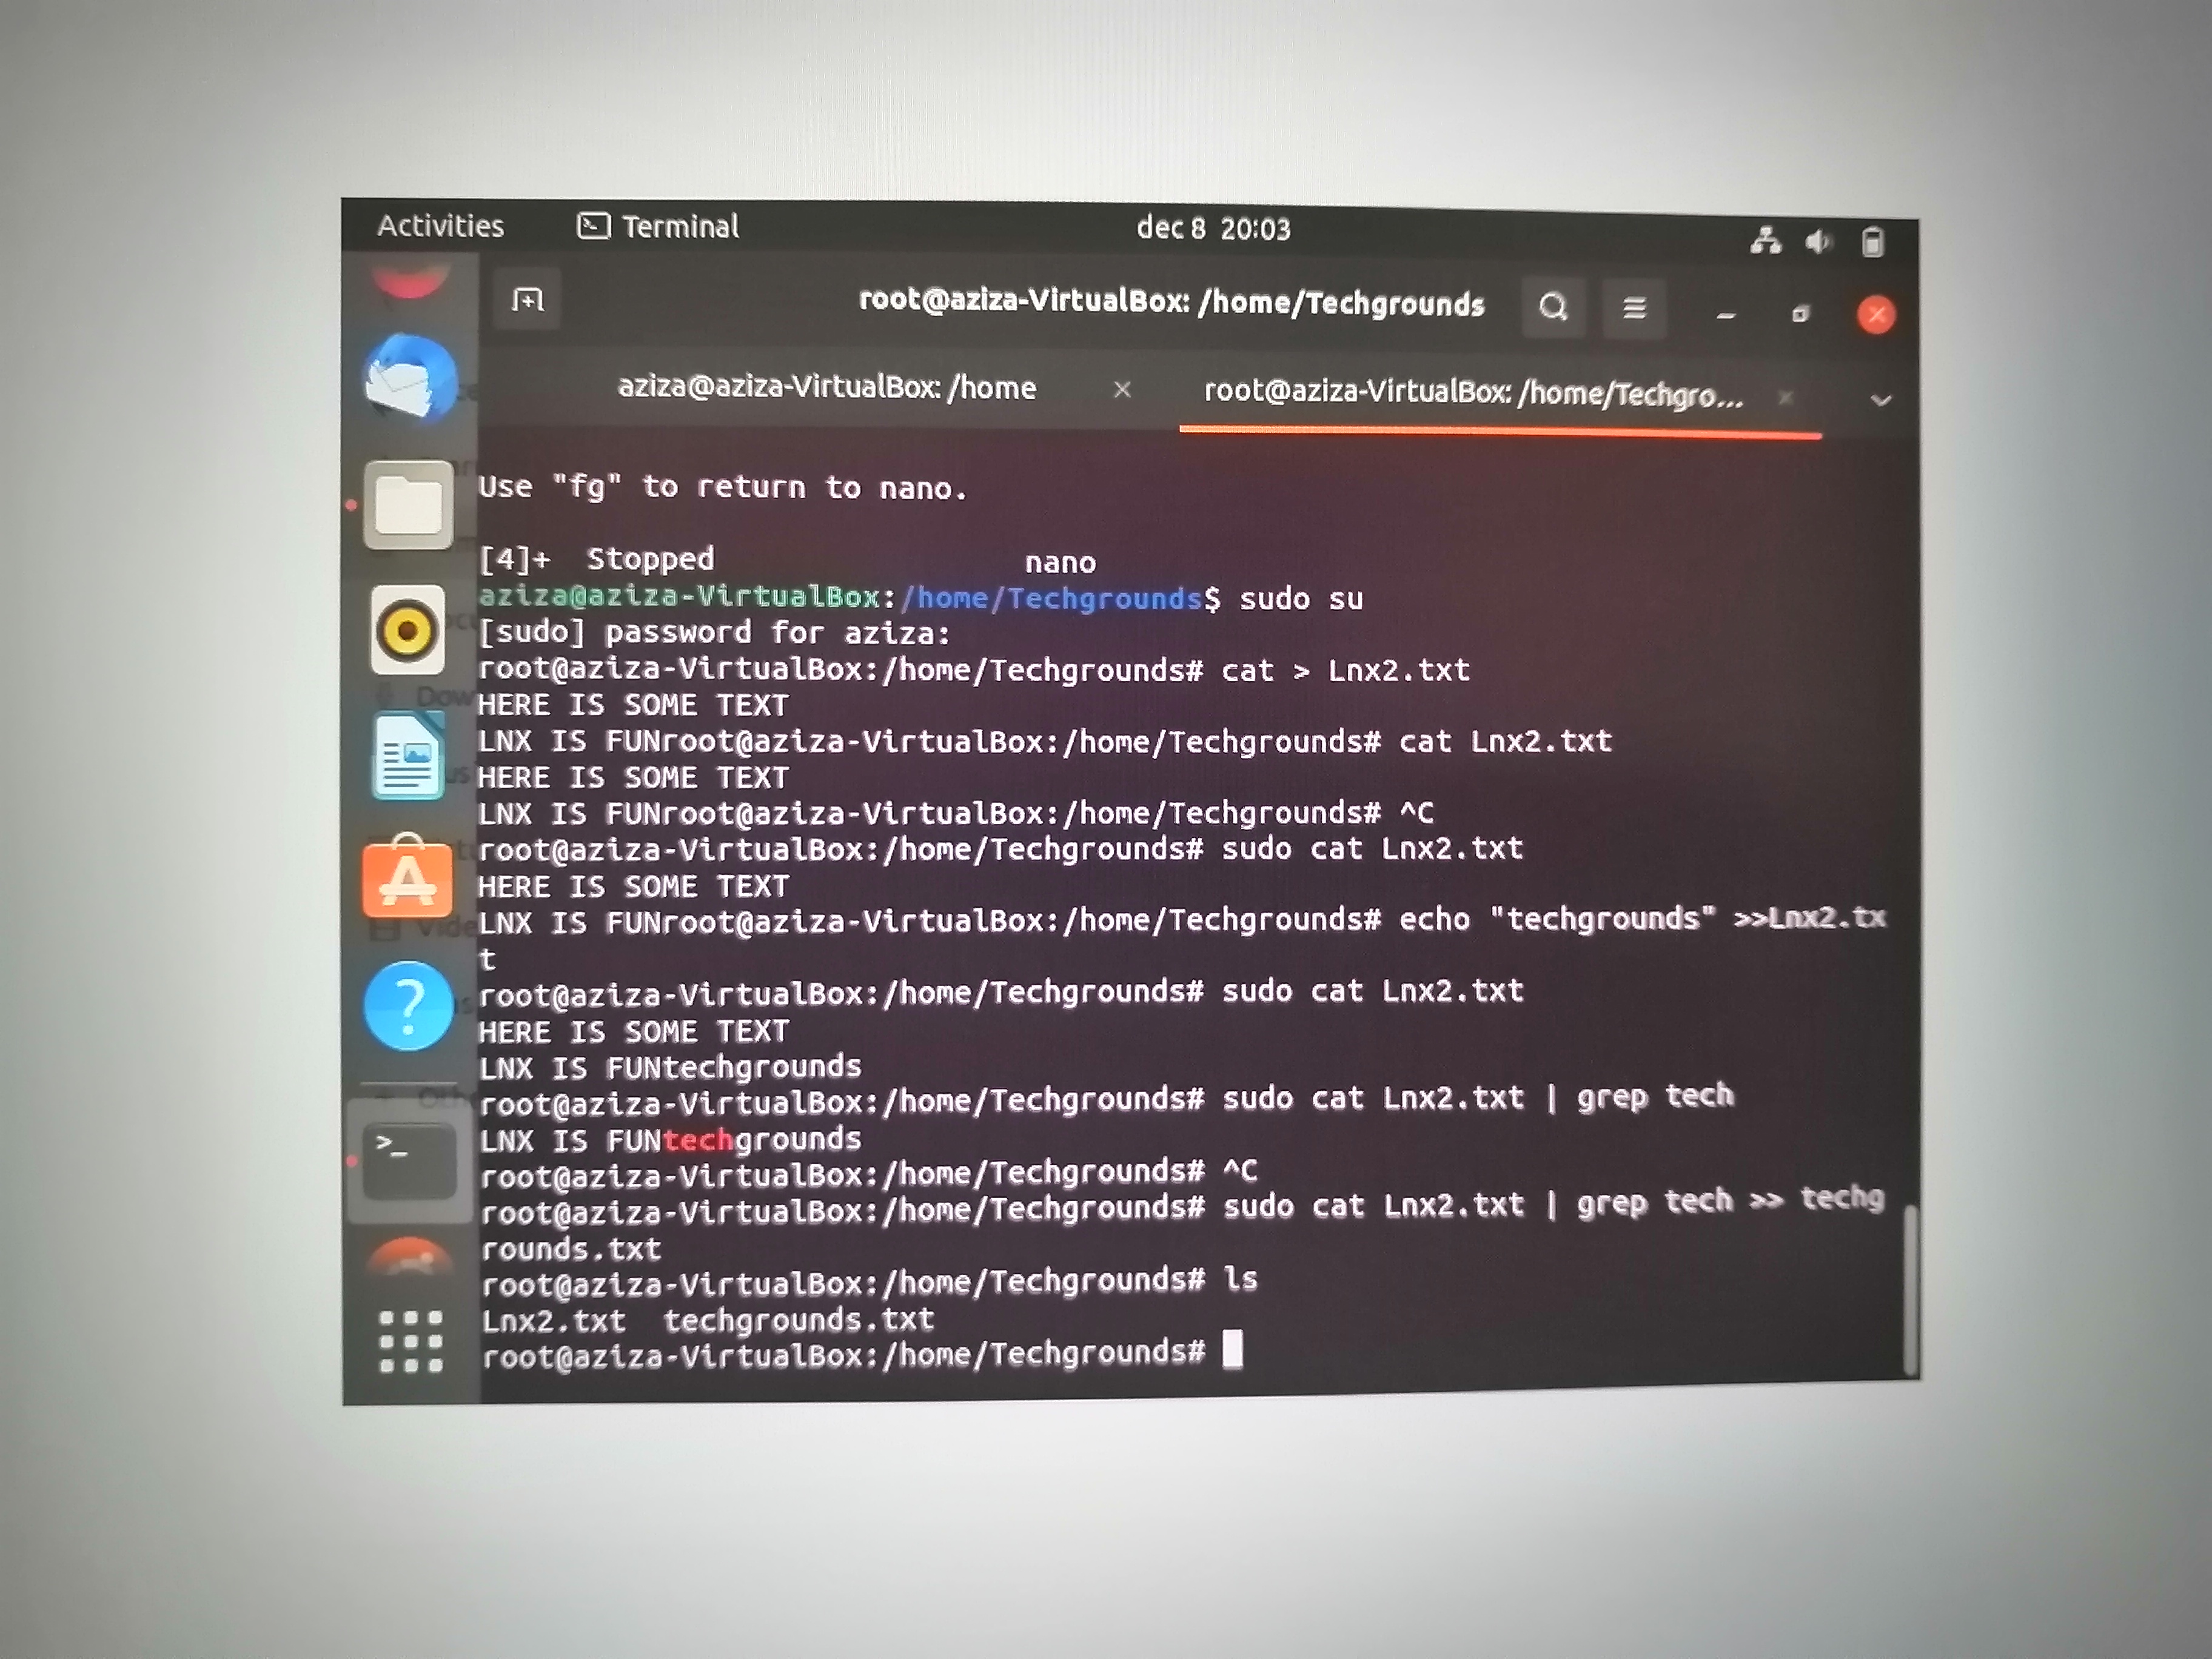 Activities Terminal dec 8 20:03
root@aziza-VirtualBox: /home/Techgrounds
aziza@aziza-VirtualBox: /home root@aziza-VirtualBox: /home/Techgro...
Use "fg" to return to nano.
[4]+ Stopped nano
aziza@aziza-VirtualBox:/home/Techgrounds$ sudo su
[sudo] password for aziza:
root@aziza-VirtualBox:/home/Techgrounds# cat > Lnx2.txt
HERE IS SOME TEXT
LNX IS FUNroot@aziza-VirtualBox:/home/Techgrounds# cat Lnx2.txt
HERE IS SOME TEXT
LNX IS FUNroot@aziza-VirtualBox:/home/Techgrounds# ^C
root@aziza-VirtualBox:/home/Techgrounds# sudo cat Lnx2.txt
HERE IS SOME TEXT
LNX IS FUNroot@aziza-VirtualBox:/home/Techgrounds# echo "techgrounds" >>Lnx2.tx
t
root@aziza-VirtualBox:/home/Techgrounds# sudo cat Lnx2.txt
HERE IS SOME TEXT
LNX IS FUNtechgrounds
root@aziza-VirtualBox:/home/Techgrounds# sudo cat Lnx2.txt | grep tech
LNX IS FUNtechgrounds
root@aziza-VirtualBox:/home/Techgrounds# ^C
root@aziza-VirtualBox:/home/Techgrounds# sudo cat Lnx2.txt | grep tech >> techg
rounds.txt
root@aziza-VirtualBox:/home/Techgrounds# ls
Lnx2.txt techgrounds.txt
root@aziza-VirtualBox:/home/Techgrounds#